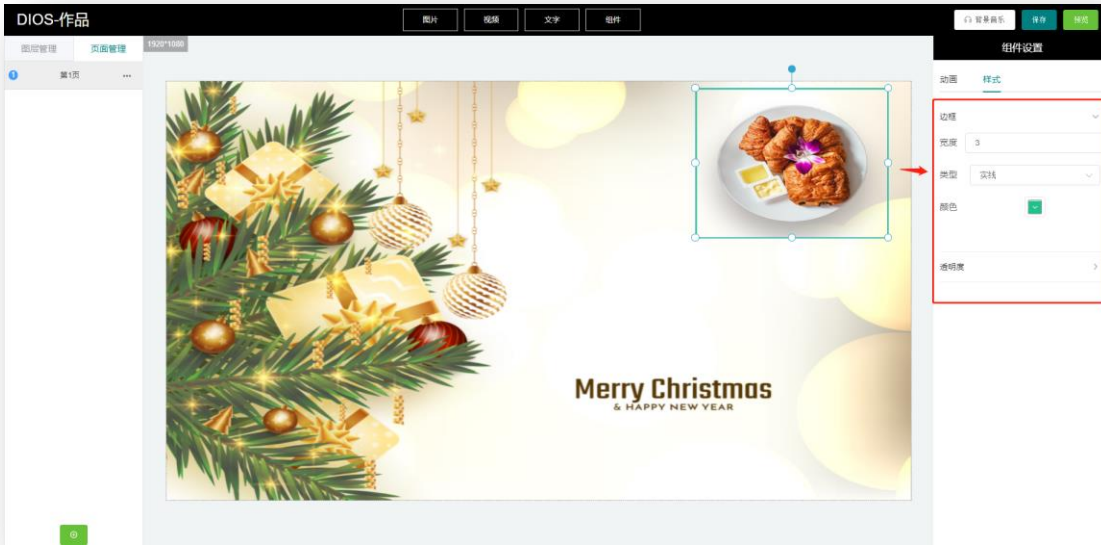 DIOS-作品
图片
视频
文字
组件
背景音乐
保存
预览
图层管理
页面管理
1920*1080
组件设置
1
第1页
...
动画
样式
边框
宽度
3
类型
实线
颜色
透明度
Merry Christmas
& HAPPY NEW YEAR